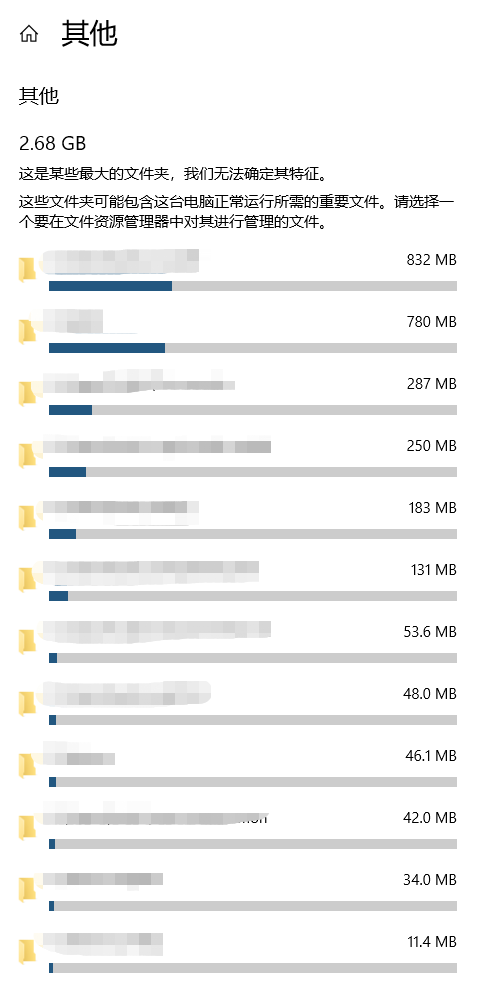 其他
其他
2.68 GB
这是某些最大的文件夹，我们无法确定其特征。
这些文件夹可能包含这台电脑正常运行所需的重要文件。请选择一
个要在文件资源管理器中对其进行管理的文件。
832 MB
780 MB
287 MB
250 MB
183 MB
131 MB
53.6 MB
48.0 MB
46.1 MB
42.0 MB
34.0 MB
11.4 MB